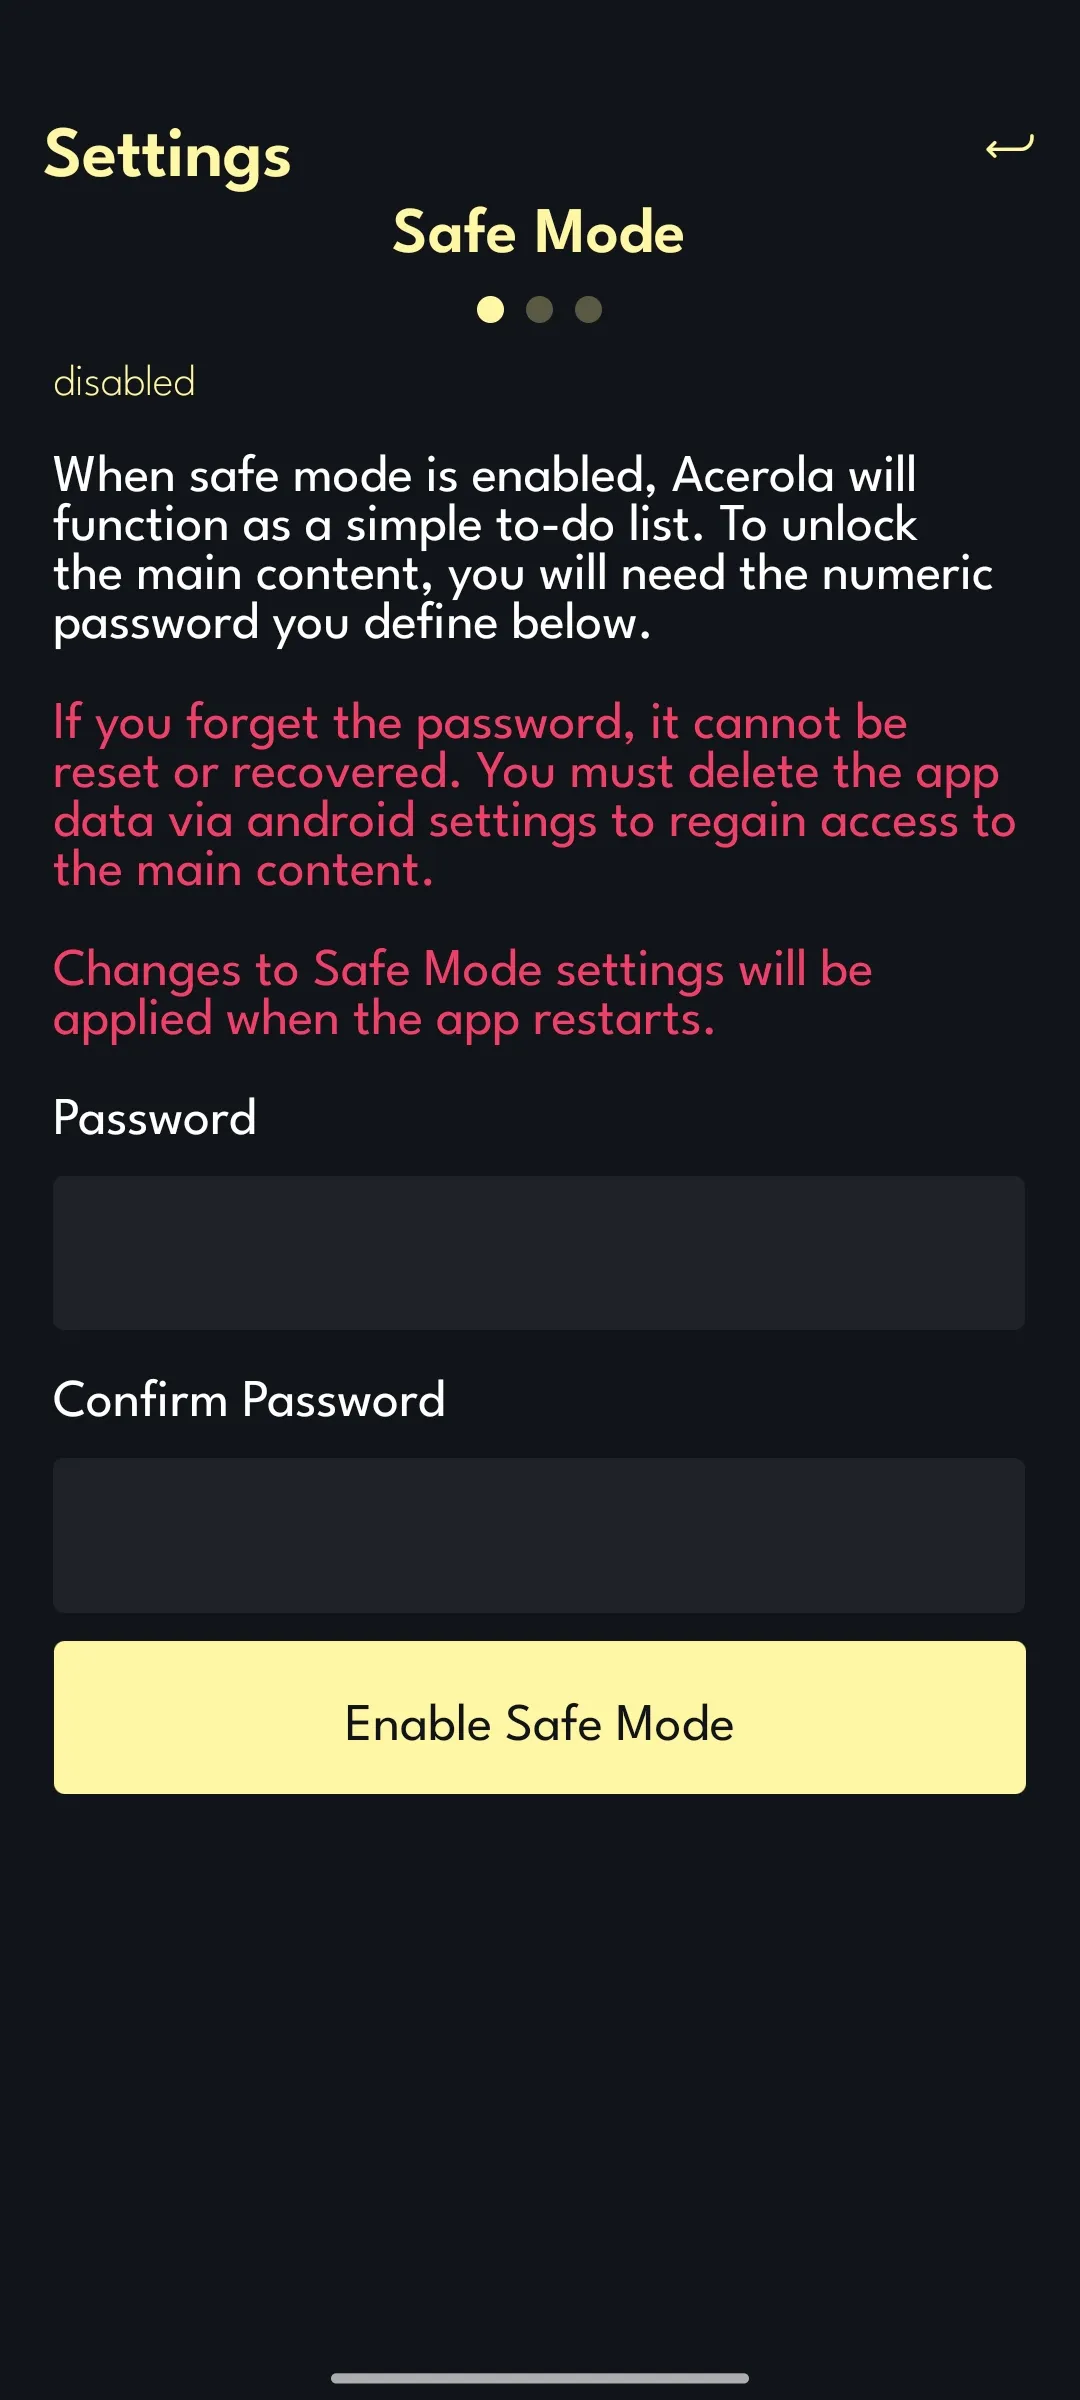 Settings
Safe Mode
disabled
When safe mode is enabled, Acerola will
function as a simple to-do list. To unlock
the main content, you will need the numeric
password you define below.
If you forget the password, it cannot be
reset or recovered. You must delete the app
data via android settings to regain access to
the main content.
Changes to Safe Mode settings will be
applied when the app restarts.
Password
Confirm Password
Enable Safe Mode